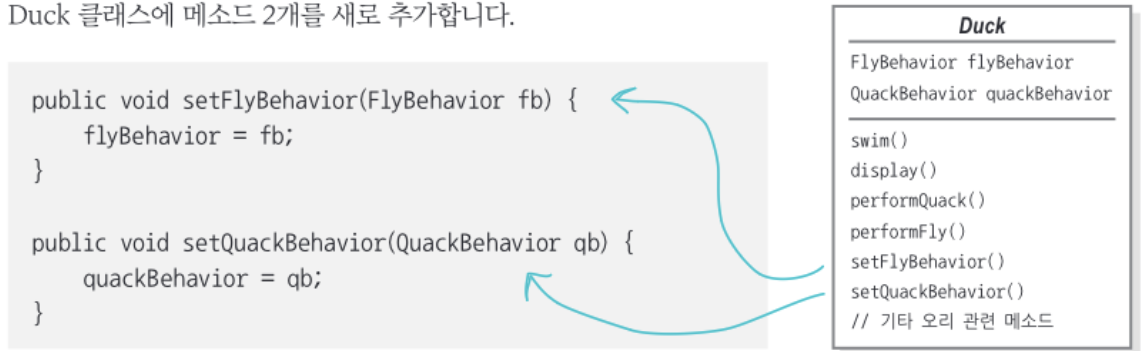 Duck 클래스에 메소드 2개를 새로 추가합니다.
public void setFlyBehavior(FlyBehavior fb) {
    flyBehavior = fb;
}
public void setQuackBehavior(QuackBehavior qb) {
    quackBehavior = qb;
}
Duck
FlyBehavior flyBehavior
QuackBehavior quackBehavior
swim()
display()
performQuack()
performFly()
setFlyBehavior()
setQuackBehavior()
// 기타 오리 관련 메소드